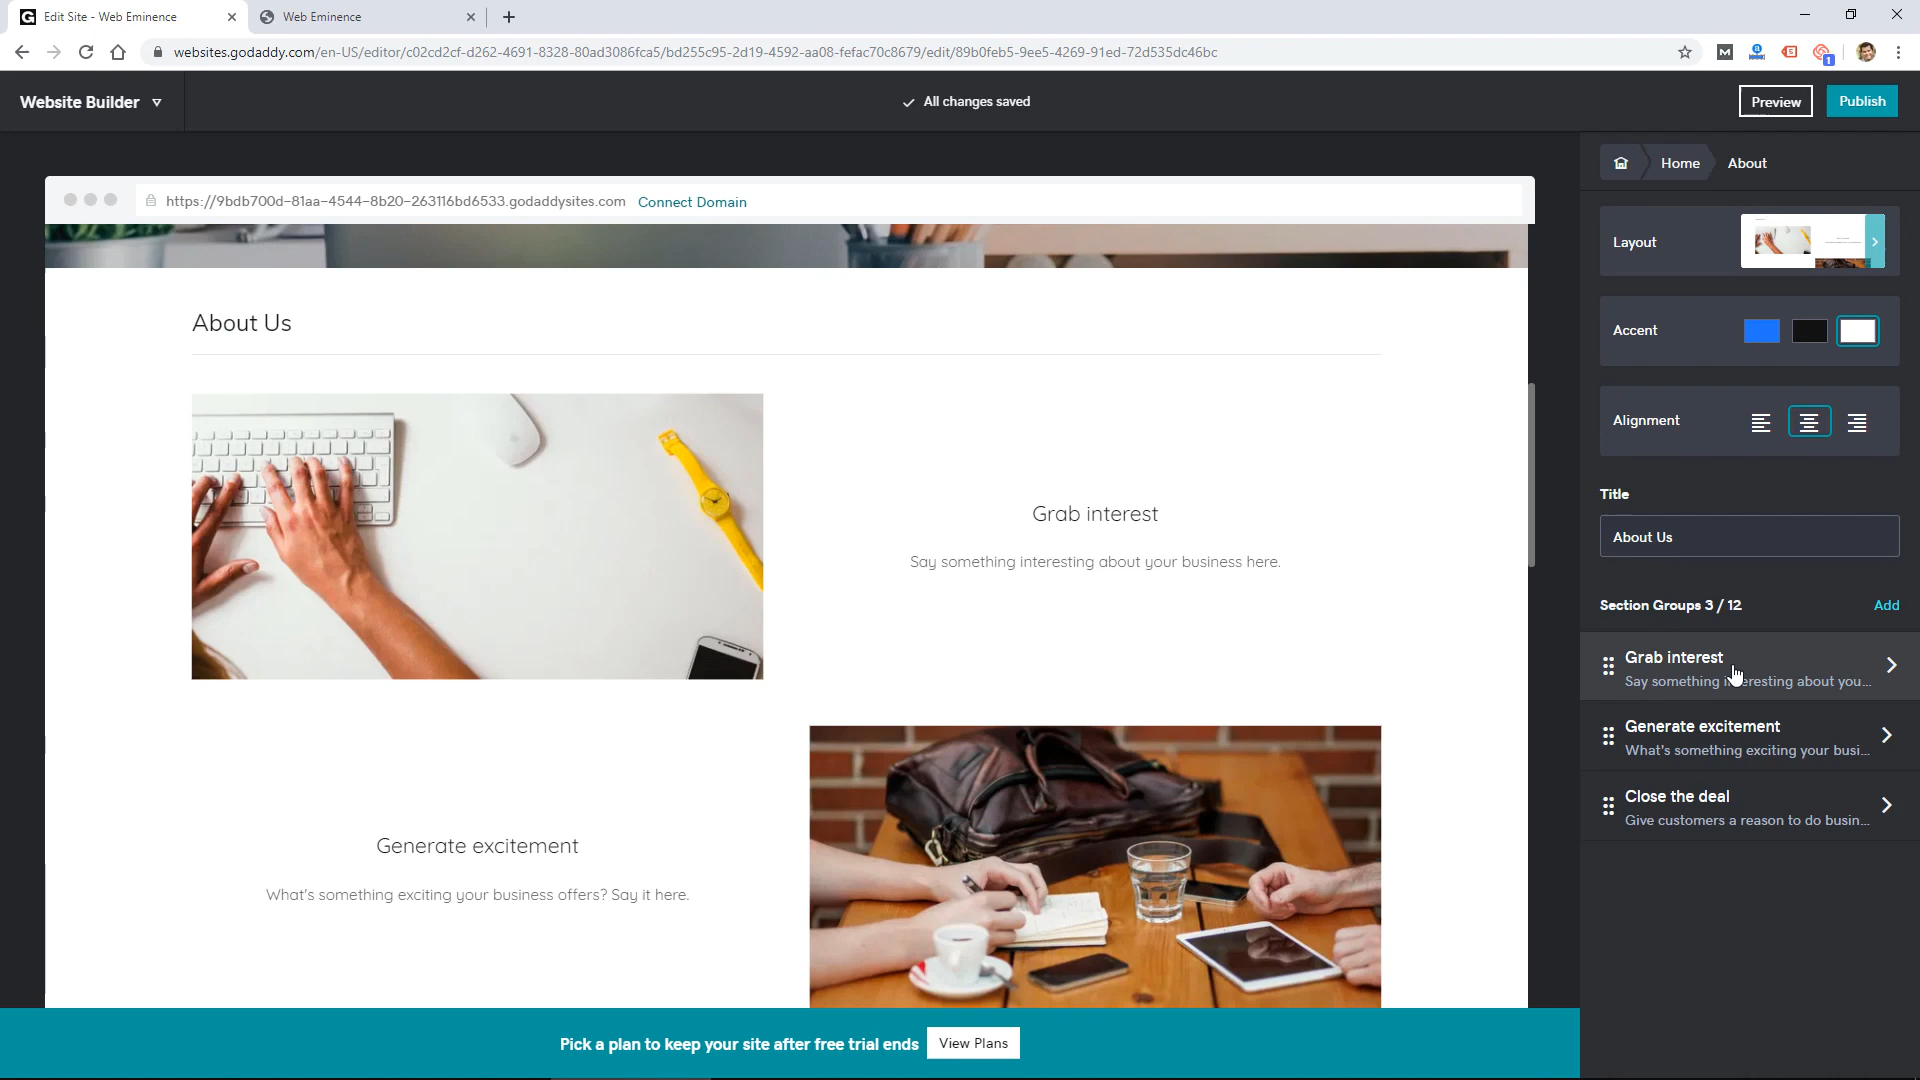 Edit Site - Web Eminence
Web Eminence
websites.godaddy.com/en-US/editor/c02cd2cf-d262-4691-8328-80ad3086fca5/bd255c95-2d19-4592-aa08-fefac70c8679/edit/89b0feb5-9ee5-4269-91ed-72d535dc46bc
Website Builder
All changes saved
Preview
Publish
Home
About
https://9bdb700d-81aa-4544-8b20-263116bd6533.godaddysites.com
Connect Domain
About Us
Grab interest
Say something interesting about your business here.
Generate excitement
What's something exciting your business offers? Say it here.
Layout
Accent
Alignment
Title
About Us
Section Groups 3 / 12
Add
Grab interest
Say something interesting about you...
Generate excitement
What's something exciting your busi...
Close the deal
Give customers a reason to do busin...
Pick a plan to keep your site after free trial ends
View Plans